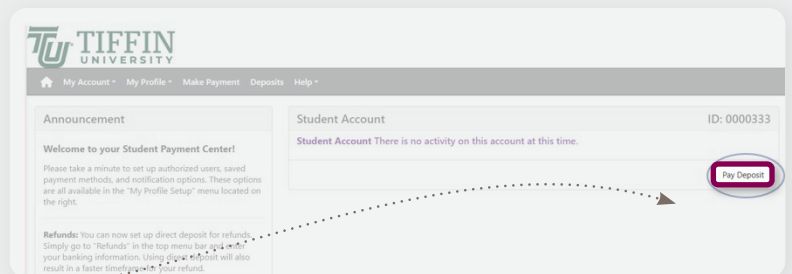 TU TIFFIN
UNIVERSITY
My Account My Profile Make Payment Deposits Help
Announcement
Welcome to your Student Payment Center!
Please take a minute to set up authorized users, saved
payment methods, and notification options. These options
are all available in the "My Profile Setup" menu located on
the right.
Refunds: You can now set up direct deposit for refunds.
Simply go to "Refunds" in the top menu bar and enter
your banking information. Using direct deposit will also
result in a faster timeframe for your refund.
Student Account ID: 0000333
Student Account There is no activity on this account at this time.
Pay Deposit